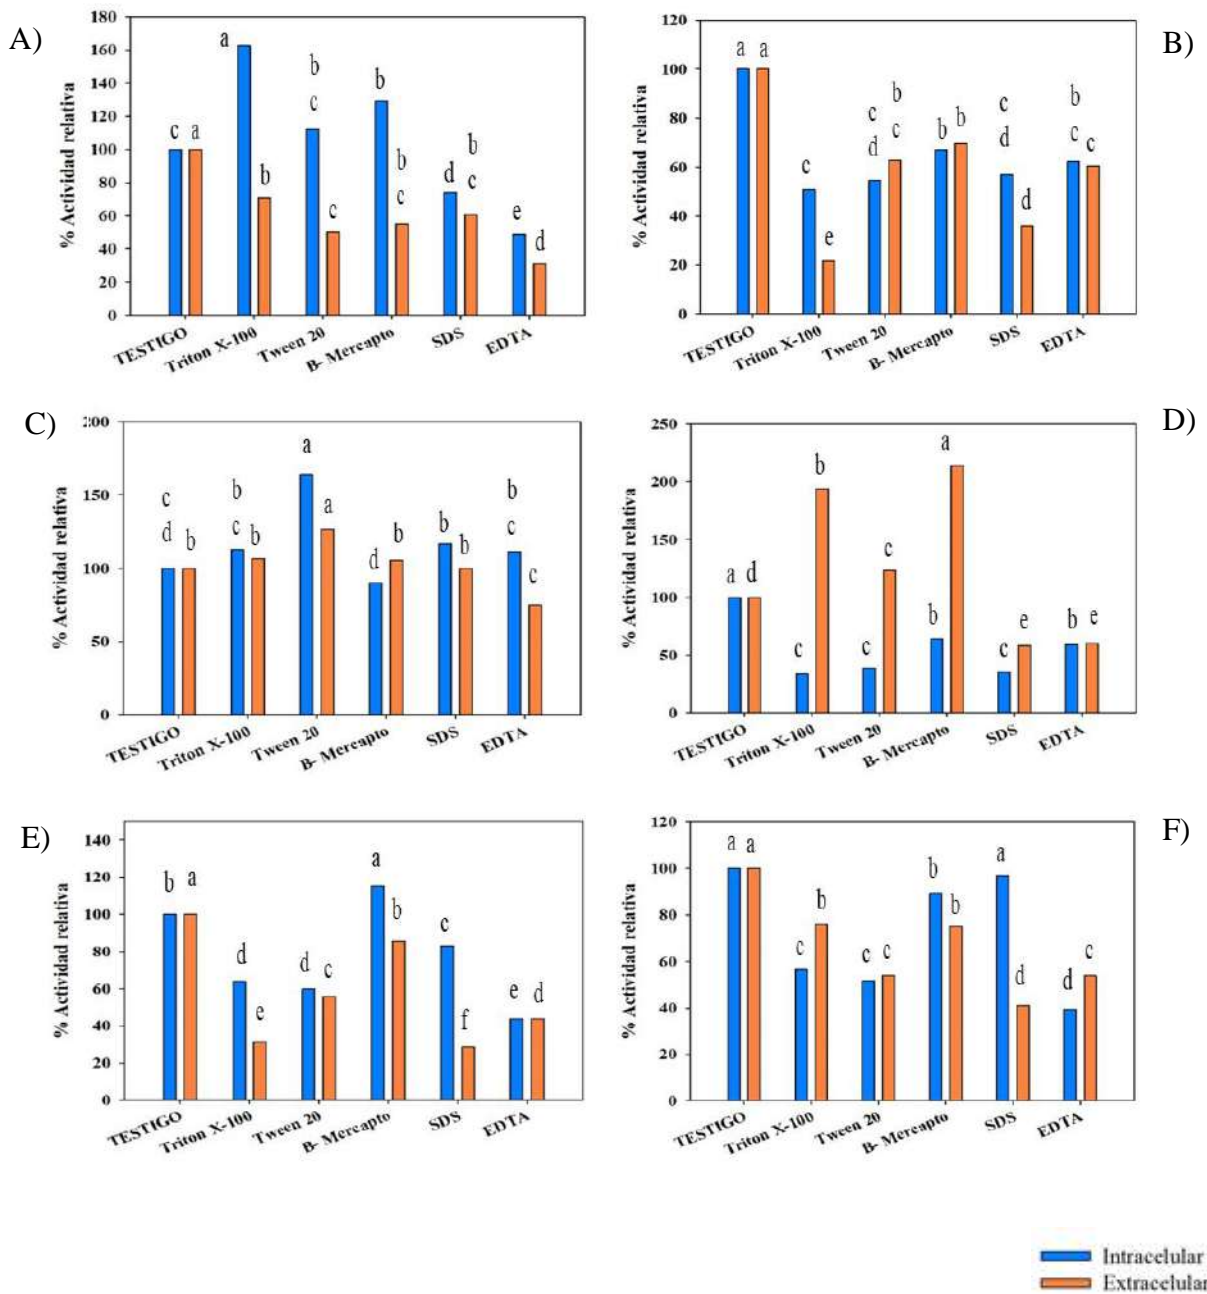 A)
% Actividad relativa
180
160
140
120
100
80
60
40
20
0
c a
a b
b c c
b b c
d b c
e d
TESTIGO
Triton X-100
Tween 20
B- Mercapto
SDS
EDTA
B)
% Actividad relativa
120
100
80
60
40
20
0
a a
c e
c d b c
b b
c d d
b c c
TESTIGO
Triton X-100
Tween 20
B- Mercapto
SDS
EDTA
C)
% Actividad relativa
200
150
100
50
0
c d b
b c b
a a
d b
b b
b c c
TESTIGO
Triton X-100
Tween 20
B- Mercapto
SDS
EDTA
D)
% Actividad relativa
250
200
150
100
50
0
a d
c b
c c
b a
c e
b e
TESTIGO
Triton X-100
Tween 20
B- Mercapto
SDS
EDTA
E)
% Actividad relativa
140
120
100
80
60
40
20
0
b a
d e
d c
a b
c f
e d
TESTIGO
Triton X-100
Tween 20
B- Mercapto
SDS
EDTA
F)
% Actividad relativa
120
100
80
60
40
20
0
a a
c b
c c
b b
a d
d c
TESTIGO
Triton X-100
Tween 20
B- Mercapto
SDS
EDTA
Intracelular
Extracelular